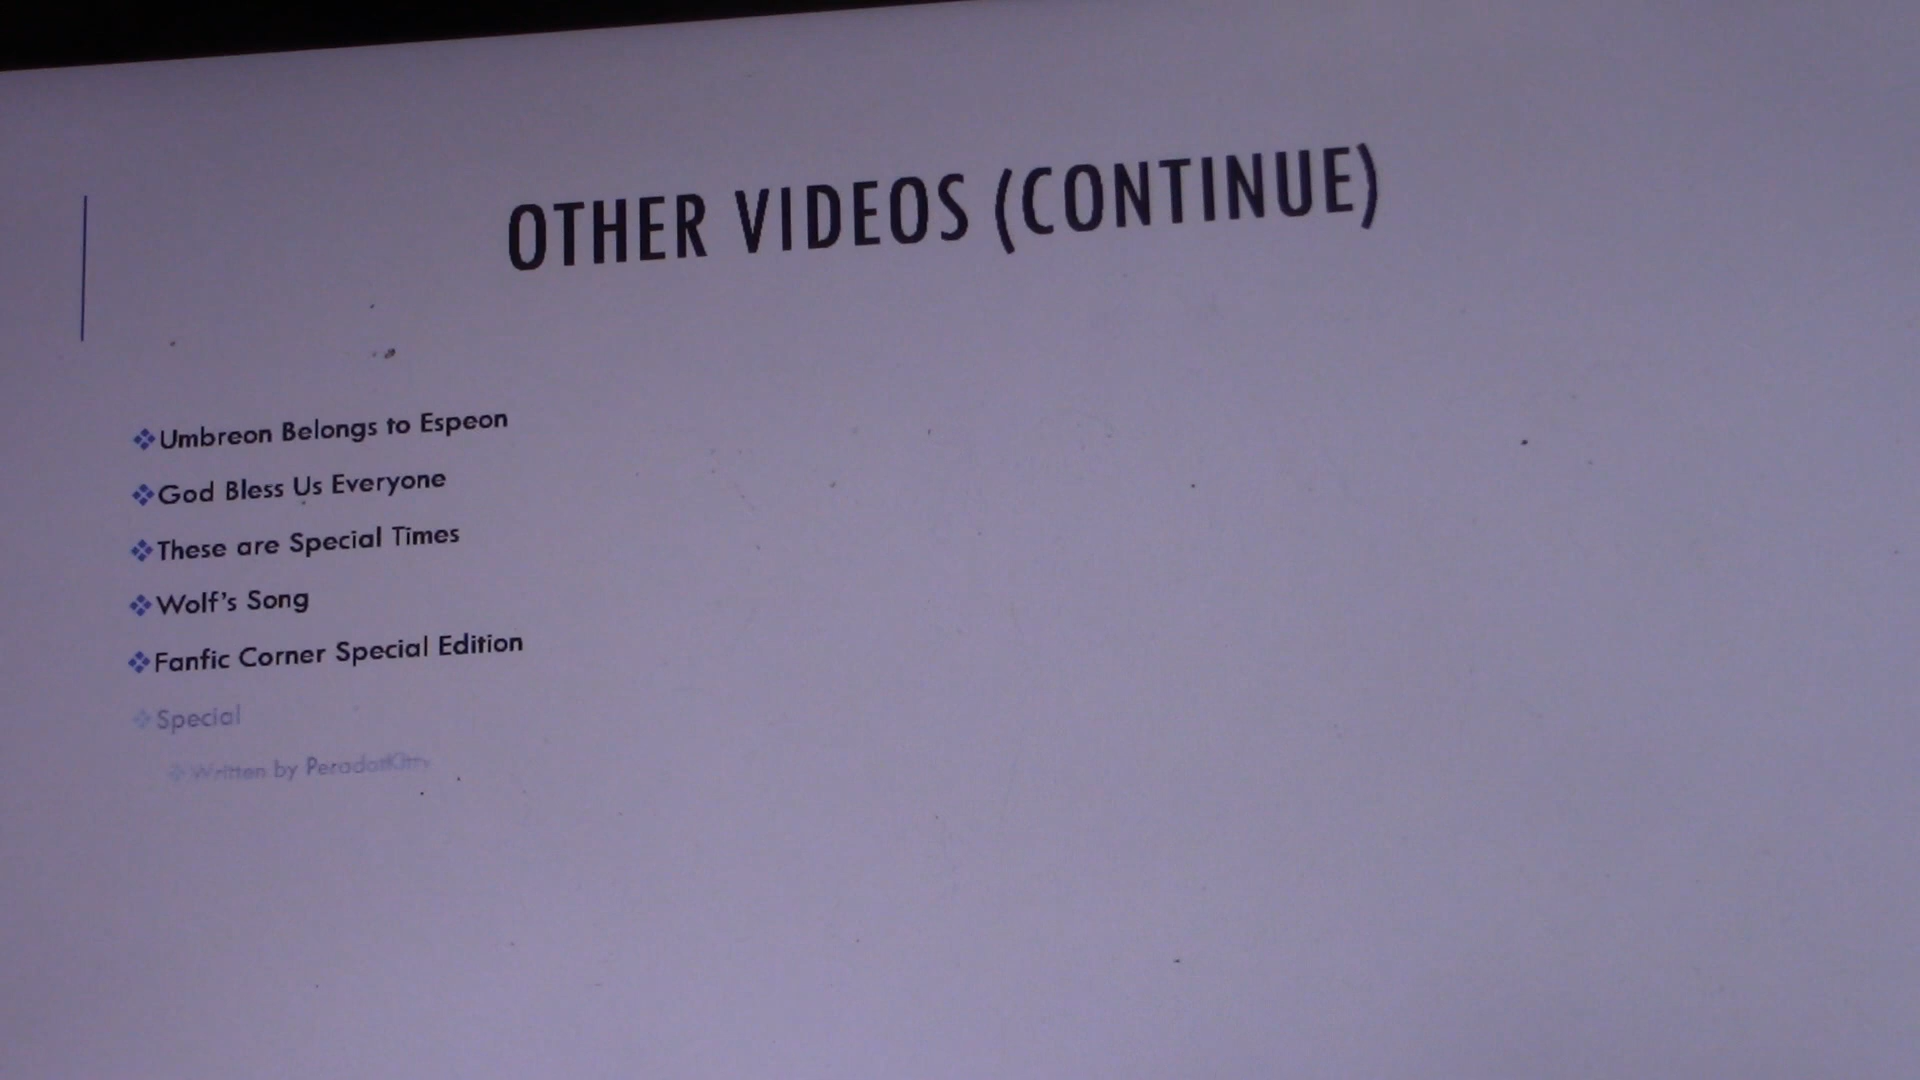 OTHER VIDEOS (CONTINUE)
Umbreon Belongs to Espeon
God Bless Us Everyone
These are Special Times
Wolf's Song
Fanfic Corner Special Edition
Special
Written by